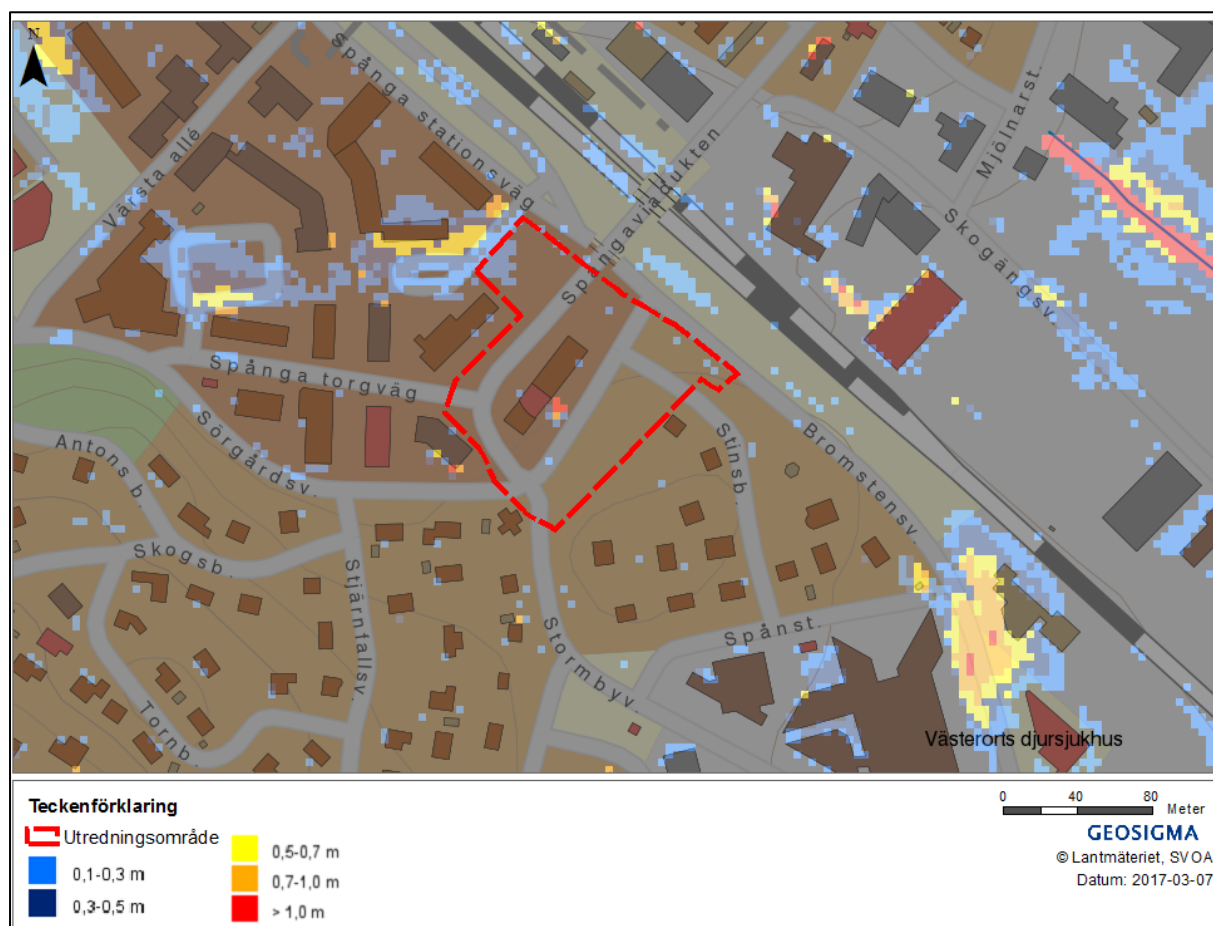 N
Spånga stationsväg
Värsta allé
Spångaviadukten
Mjölnarst.
Skogängsv.
Spånga torgväg
Sörgårdsv.
Antons b.
Skogsb.
Stjärnfallsv.
Tornb.
Stormbyv.
Stinsb.
Bromstensv.
Spånst.
Västerorts djursjukhus
Teckenförklaring
Utredningsområde
0,1-0,3 m
0,3-0,5 m
0,5-0,7 m
0,7-1,0 m
> 1,0 m
0 40 80
Meter
GEOSIGMA
© Lantmäteriet, SVOA
Datum: 2017-03-07